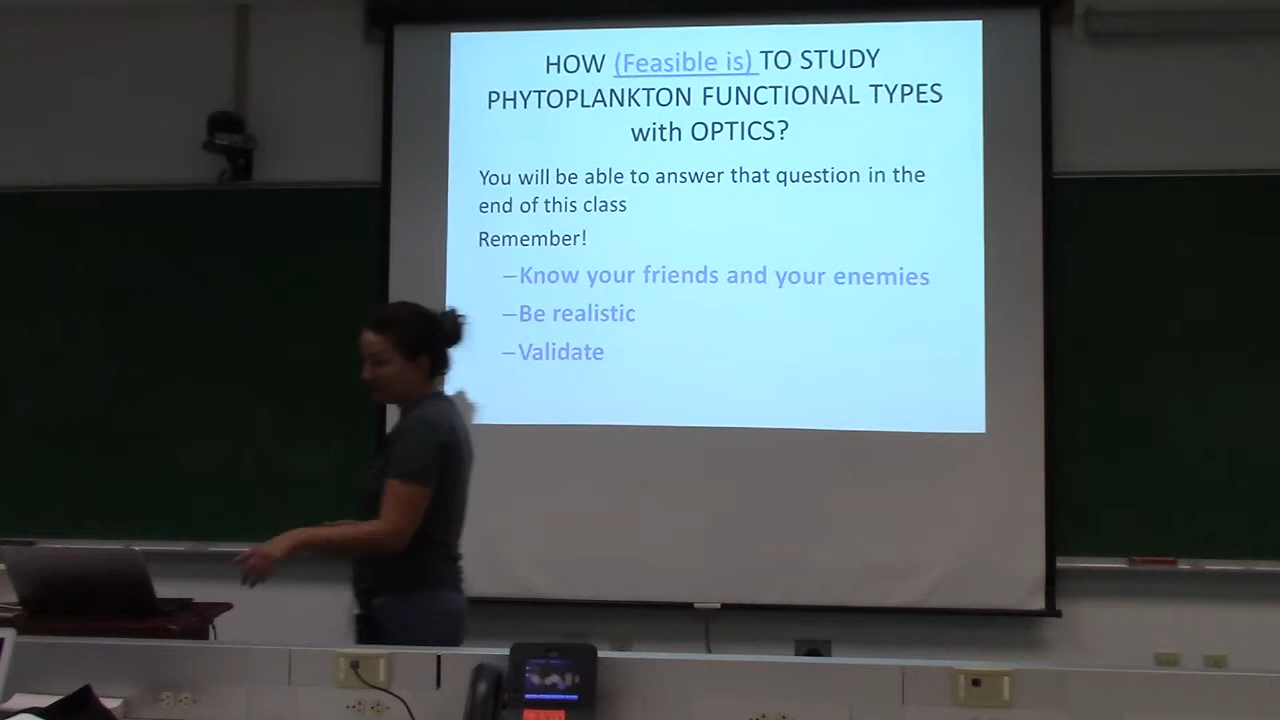 HOW (Feasible is) TO STUDY
PHYTOPLANKTON FUNCTIONAL TYPES
with OPTICS?
You will be able to answer that question in the
end of this class
Remember!
–Know your friends and your enemies
–Be realistic
–Validate